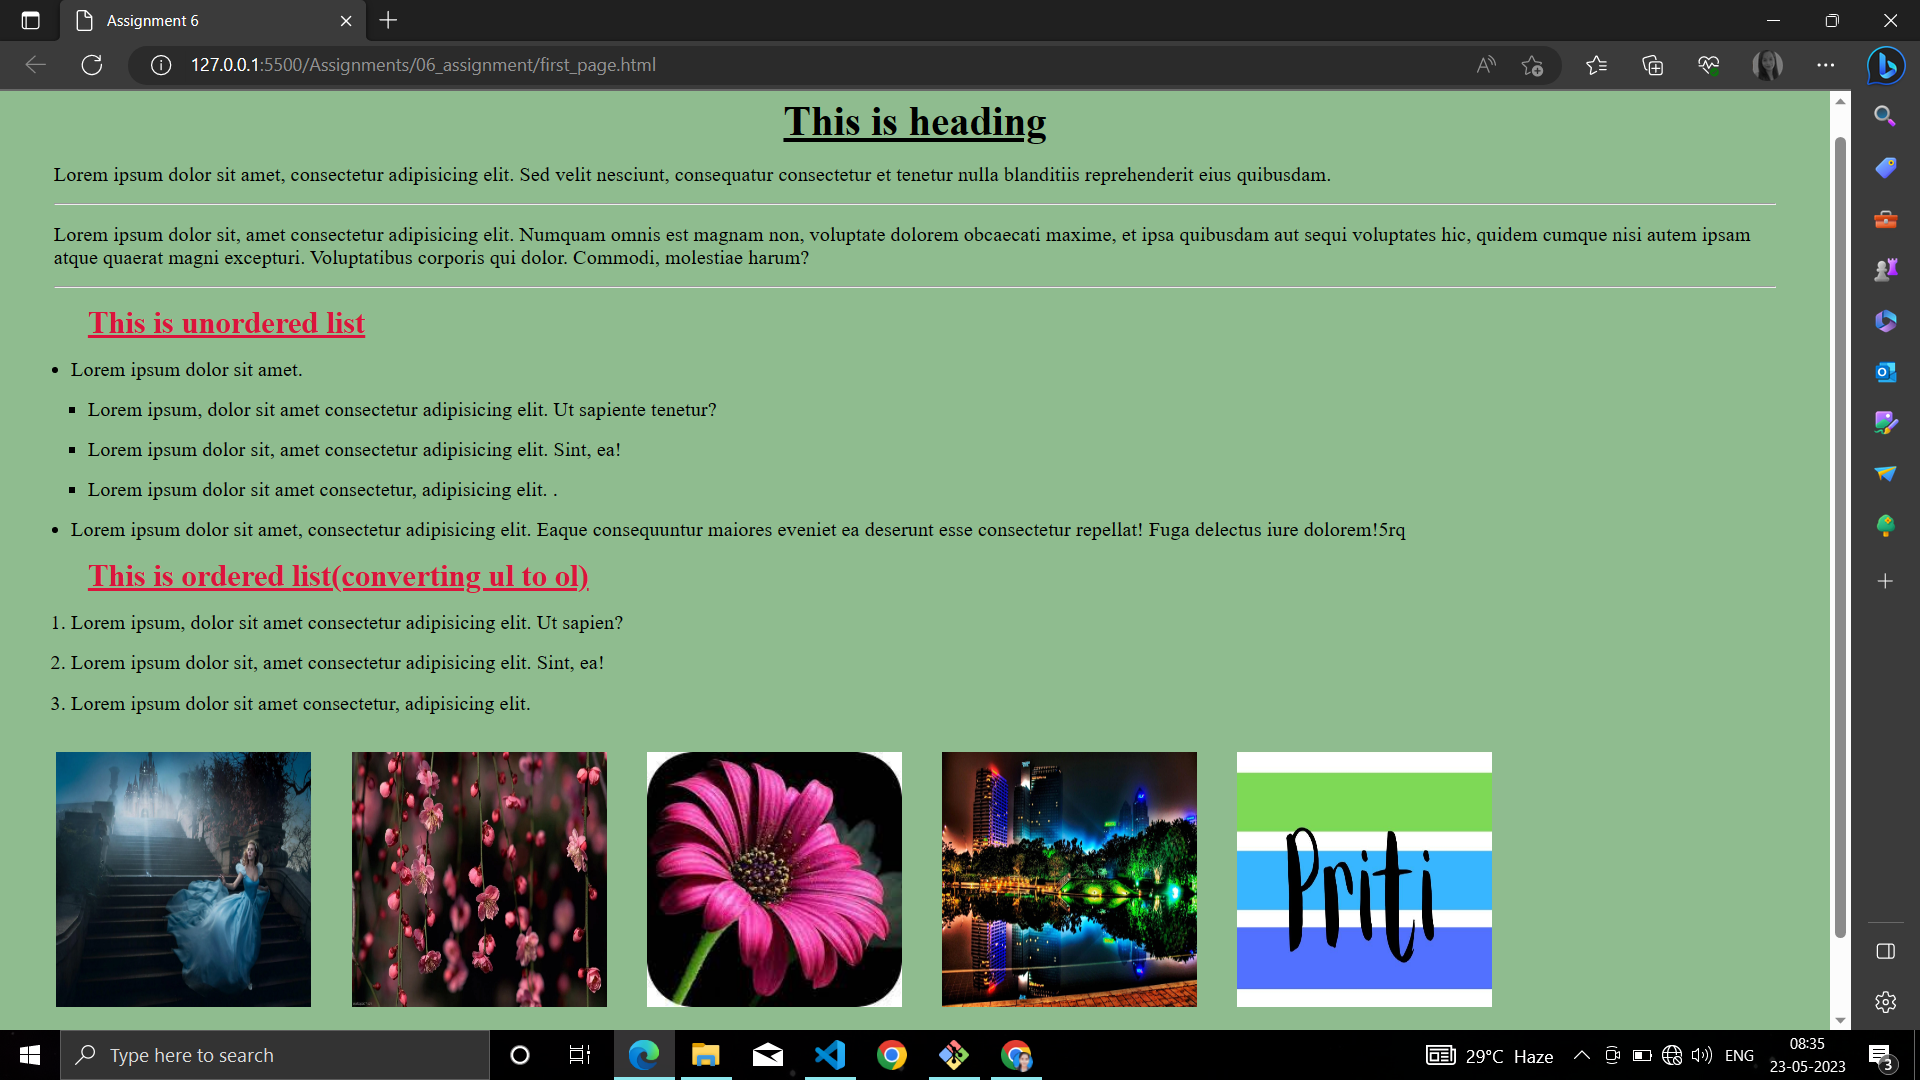 Assignment 6
127.0.0.1:5500/Assignments/06_assignment/first_page.html
This is heading
Lorem ipsum dolor sit amet, consectetur adipisicing elit. Sed velit nesciunt, consequatur consectetur et tenetur nulla blanditiis reprehenderit eius quibusdam.
Lorem ipsum dolor sit, amet consectetur adipisicing elit. Numquam omnis est magnam non, voluptate dolorem obcaecati maxime, et ipsa quibusdam aut sequi voluptates hic, quidem cumque nisi autem ipsam
atque quaerat magni excepturi. Voluptatibus corporis qui dolor. Commodi, molestiae harum?
This is unordered list
• Lorem ipsum dolor sit amet.
▪ Lorem ipsum, dolor sit amet consectetur adipisicing elit. Ut sapiente tenetur?
▪ Lorem ipsum dolor sit, amet consectetur adipisicing elit. Sint, ea!
▪ Lorem ipsum dolor sit amet consectetur, adipisicing elit. .
• Lorem ipsum dolor sit amet, consectetur adipisicing elit. Eaque consequuntur maiores eveniet ea deserunt esse consectetur repellat! Fuga delectus iure dolorem!5rq
This is ordered list(converting ul to ol)
1. Lorem ipsum, dolor sit amet consectetur adipisicing elit. Ut sapien?
2. Lorem ipsum dolor sit, amet consectetur adipisicing elit. Sint, ea!
3. Lorem ipsum dolor sit amet consectetur, adipisicing elit.
Priti
Type here to search
29°C Haze
ENG
08:35
23-05-2023
3